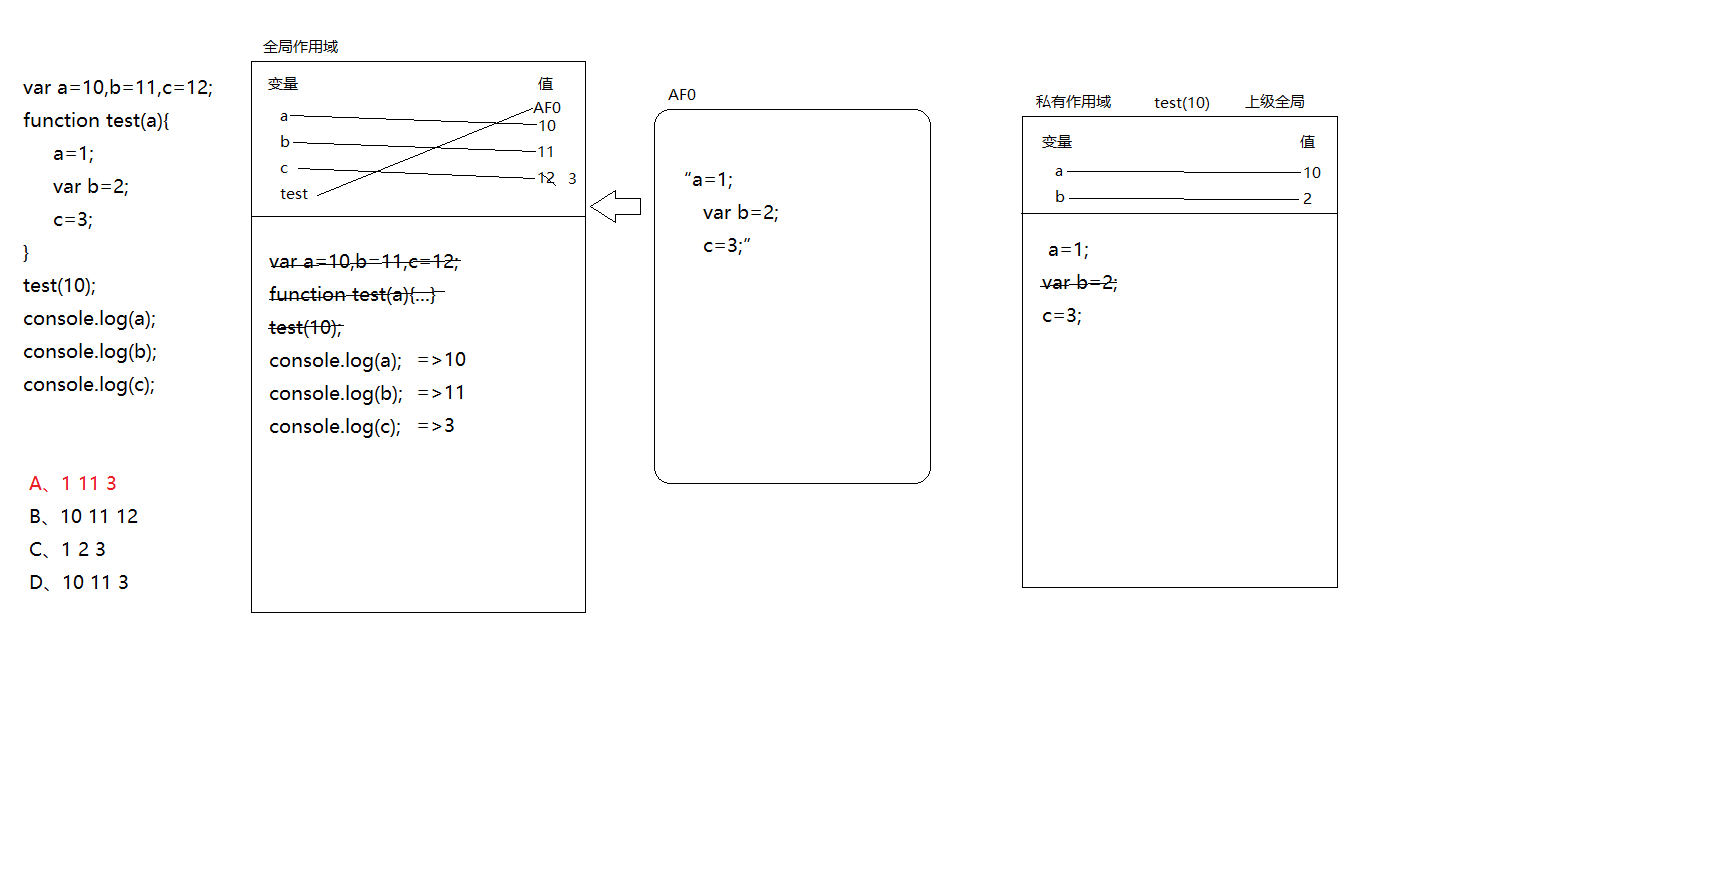 var a=10,b=11,c=12;
function test(a){
a=1;
var b=2;
c=3;
}
test(10);
console.log(a);
console.log(b);
console.log(c);
A、1 11 3
B、10 11 12
C、1 2 3
D、10 11 3
全局作用域
变量 值
AF0
a 10
b 11
c 12 3
test
var a=10,b=11,c=12;
function test(a){...}
test(10);
console.log(a); =>10
console.log(b); =>11
console.log(c); =>3
AF0
“a=1;
var b=2;
c=3;”
私有作用域 test(10) 上级全局
变量 值
a 10
b 2
a=1;
var b=2;
c=3;